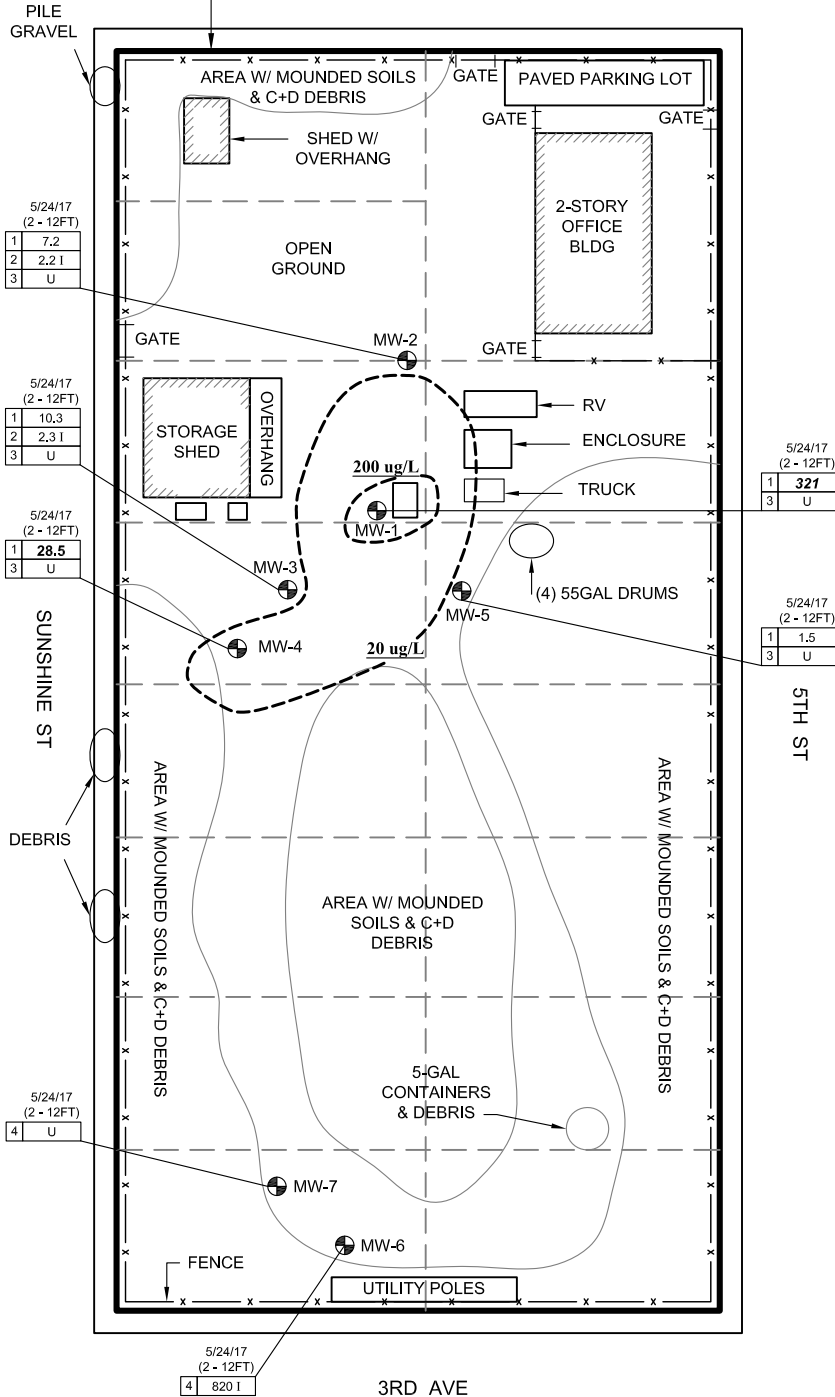 PILE
GRAVEL
AREA W/ MOUNDED SOILS
& C+D DEBRIS
GATE
PAVED PARKING LOT
GATE
GATE
SHED W/
OVERHANG
2-STORY
OFFICE
BLDG
OPEN
GROUND
5/24/17
(2 - 12FT)
1 7.2
2 2.2 I
3 U
GATE
MW-2
GATE
5/24/17
(2 - 12FT)
1 10.3
2 2.3 I
3 U
STORAGE
SHED
OVERHANG
RV
ENCLOSURE
TRUCK
200 ug/L
MW-1
5/24/17
(2 - 12FT)
1 321
3 U
5/24/17
(2 - 12FT)
1 28.5
3 U
MW-3
MW-5
(4) 55GAL DRUMS
MW-4
20 ug/L
5/24/17
(2 - 12FT)
1 1.5
3 U
SUNSHINE ST
5TH ST
DEBRIS
AREA W/ MOUNDED SOILS & C+D DEBRIS
AREA W/ MOUNDED
SOILS & C+D
DEBRIS
AREA W/ MOUNDED SOILS & C+D DEBRIS
5-GAL
CONTAINERS
& DEBRIS
5/24/17
(2 - 12FT)
4 U
MW-7
MW-6
FENCE
UTILITY POLES
5/24/17
(2 - 12FT)
4 820 I
3RD AVE